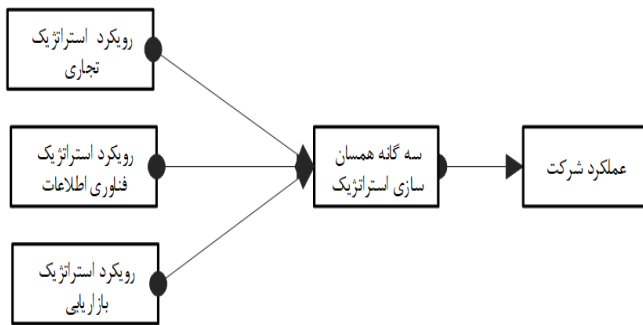 رویکرد استراتژیک
تجاری
رویکرد استراتژیک
فناوری اطلاعات
رویکرد استراتژیک
بازاریابی
سه گانه همسان
سازی استراتژیک
عملکرد شرکت